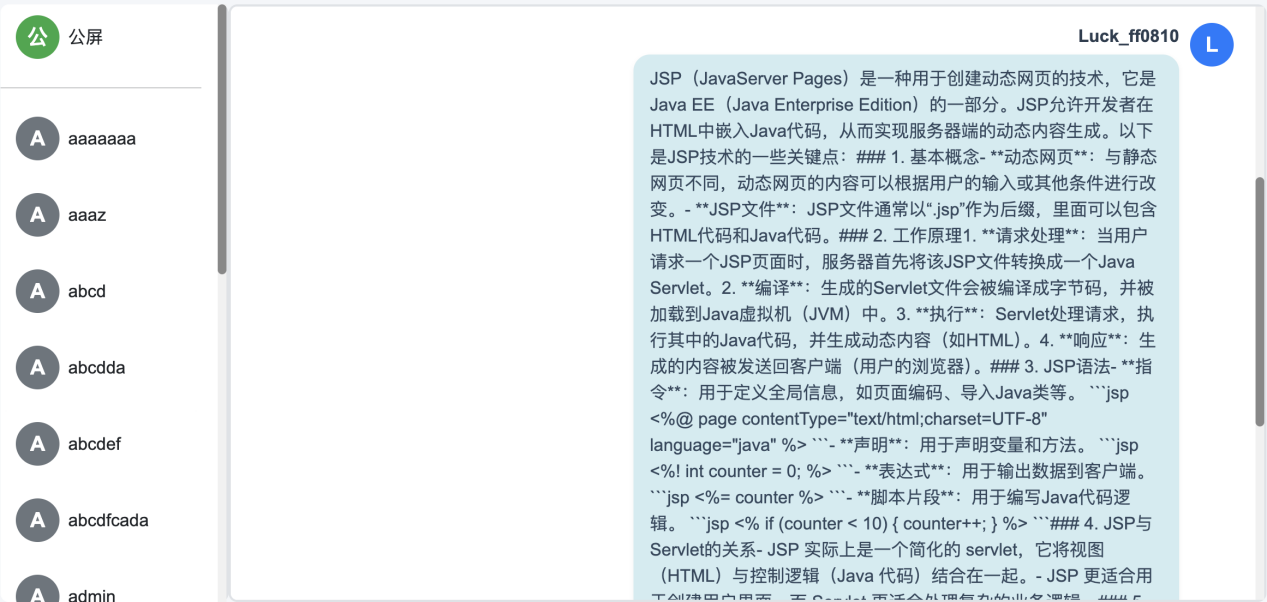 公 公屏
A aaaaaaa
A aaaz
A abcd
A abcdda
A abcdef
A abcdfcada
A admin
Luck_ff0810
L
JSP（JavaServer Pages）是一种用于创建动态网页的技术，它是
Java EE（Java Enterprise Edition）的一部分。JSP允许开发者在
HTML中嵌入Java代码，从而实现服务器端的动态内容生成。以下
是JSP技术的一些关键点：### 1. 基本概念- **动态网页**：与静态
网页不同，动态网页的内容可以根据用户的输入或其他条件进行改
变。- **JSP文件**：JSP文件通常以“.jsp”作为后缀，里面可以包含
HTML代码和Java代码。### 2. 工作原理1. **请求处理**：当用户
请求一个JSP页面时，服务器首先将该JSP文件转换成一个Java
Servlet。2. **编译**：生成的Servlet文件会被编译成字节码，并被
加载到Java虚拟机（JVM）中。3. **执行**：Servlet处理请求，执
行其中的Java代码，并生成动态内容（如HTML）。4. **响应**：生
成的内容被发送回客户端（用户的浏览器）。### 3. JSP语法- **指
令**：用于定义全局信息，如页面编码、导入Java类等。 ```jsp
<%@ page contentType="text/html;charset=UTF-8"
language="java" %> ```- **声明**：用于声明变量和方法。 ```jsp
<%! int counter = 0; %> ```- **表达式**：用于输出数据到客户端。
```jsp <%= counter %> ```- **脚本片段**：用于编写Java代码逻
辑。 ```jsp <% if (counter < 10) { counter++; } %> ```### 4. JSP与
Servlet的关系- JSP 实际上是一个简化的 servlet，它将视图
（HTML）与控制逻辑（Java 代码）结合在一起。- JSP 更适合用
于创建用户界面，而 Servlet 更适合处理复杂的业务逻辑。### 5.